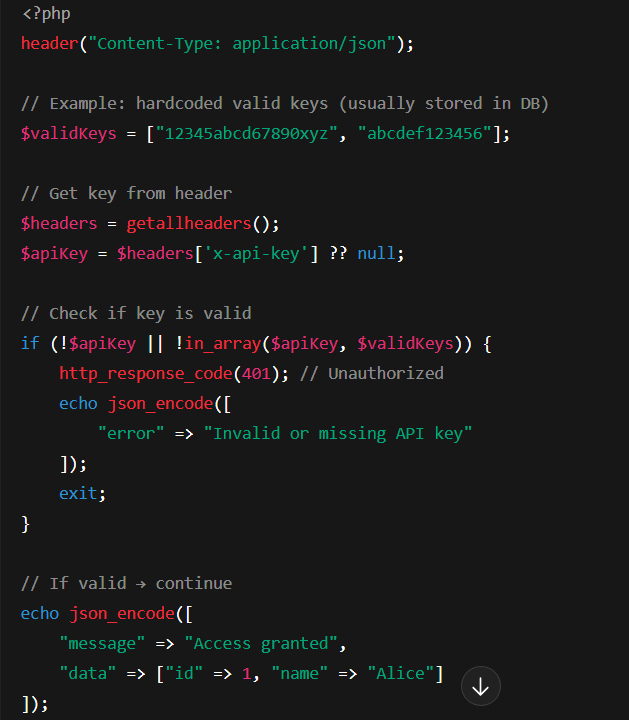 <?php
header("Content-Type: application/json");
// Example: hardcoded valid keys (usually stored in DB)
$validKeys = ["12345abcd67890xyz", "abcdef123456"];
// Get key from header
$headers = getallheaders();
$apiKey = $headers['x-api-key'] ?? null;
// Check if key is valid
if (!$apiKey || !in_array($apiKey, $validKeys)) {
    http_response_code(401); // Unauthorized
    echo json_encode([
        "error" => "Invalid or missing API key"
    ]);
    exit;
}
// If valid → continue
echo json_encode([
    "message" => "Access granted",
    "data" => ["id" => 1, "name" => "Alice"]
]);